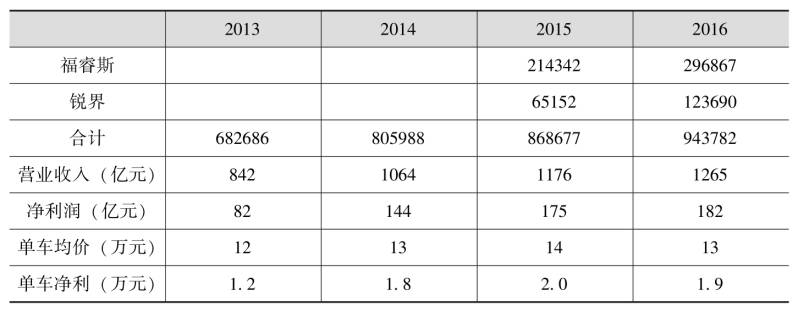 2013 2014 2015 2016
福睿斯 214342 296867
锐界 65152 123690
合计 682686 805988 868677 943782
营业收入（亿元） 842 1064 1176 1265
净利润（亿元） 82 144 175 182
单车均价（万元） 12 13 14 13
单车净利（万元） 1. 2 1. 8 2. 0 1. 9